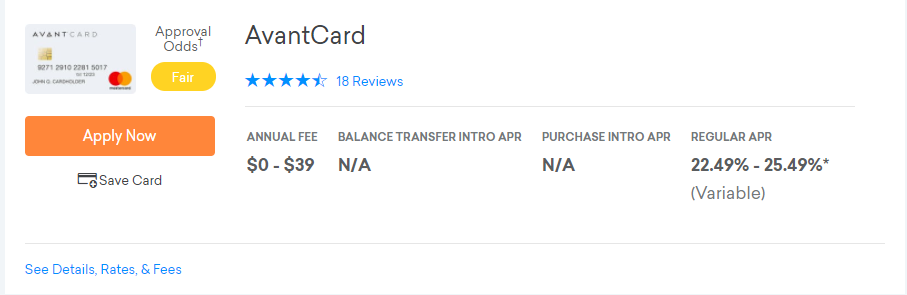 AVANTCARD
9271 2910 2281 5017
JOHN Q. CARDHOLDER
mastercard
Approval
Odds†
Fair
Apply Now
Save Card
AvantCard
18 Reviews
ANNUAL FEE
$0 - $39
BALANCE TRANSFER INTRO APR
N/A
PURCHASE INTRO APR
N/A
REGULAR APR
22.49% - 25.49%*
(Variable)
See Details, Rates, & Fees